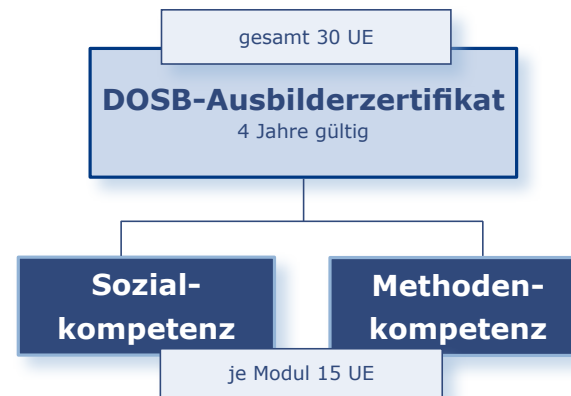 gesamt 30 UE
DOSB-Ausbilderzertifikat
4 Jahre gültig
Sozial-
kompetenz
Methoden-
kompetenz
je Modul 15 UE